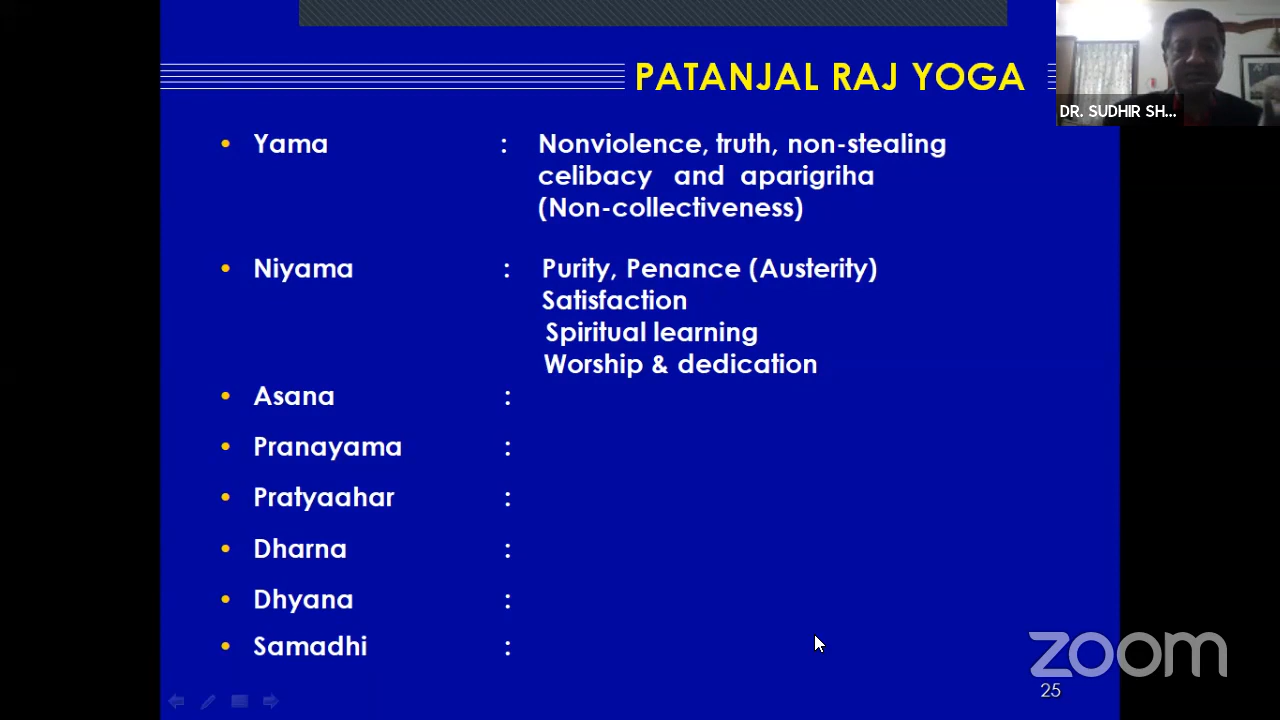 PATANJAL RAJ YOGA
DR. SUDHIR SH...
• Yama : Nonviolence, truth, non-stealing
celibacy and aparigriha
(Non-collectiveness)
• Niyama : Purity, Penance (Austerity)
Satisfaction
Spiritual learning
Worship & dedication
• Asana :
• Pranayama :
• Pratyaahar :
• Dharna :
• Dhyana :
• Samadhi :
zoom
25